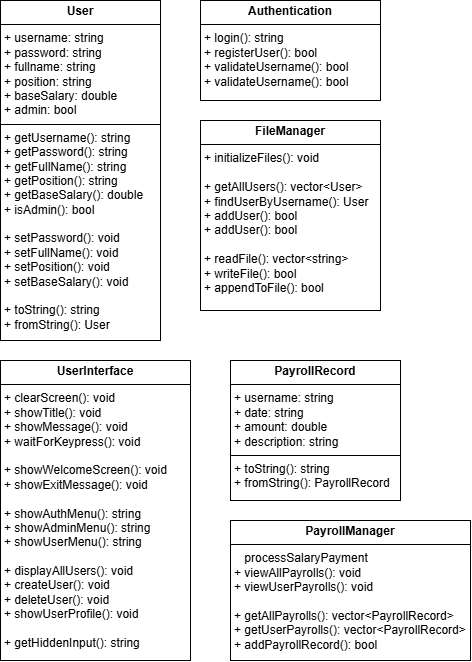 User
+ username: string
+ password: string
+ fullname: string
+ position: string
+ baseSalary: double
+ admin: bool
+ getUsername(): string
+ getPassword(): string
+ getFullName(): string
+ getPosition(): string
+ getBaseSalary(): double
+ isAdmin(): bool
+ setPassword(): void
+ setFullName(): void
+ setPosition(): void
+ setBaseSalary(): void
+ toString(): string
+ fromString(): User
Authentication
+ login(): string
+ registerUser(): bool
+ validateUsername(): bool
+ validateUsername(): bool
FileManager
+ initializeFiles(): void
+ getAllUsers(): vector<User>
+ findUserByUsername(): User
+ addUser(): bool
+ addUser(): bool
+ readFile(): vector<string>
+ writeFile(): bool
+ appendToFile(): bool
UserInterface
+ clearScreen(): void
+ showTitle(): void
+ showMessage(): void
+ waitForKeypress(): void
+ showWelcomeScreen(): void
+ showExitMessage(): void
+ showAuthMenu(): string
+ showAdminMenu(): string
+ showUserMenu(): string
+ displayAllUsers(): void
+ createUser(): void
+ deleteUser(): void
+ showUserProfile(): void
+ getHiddenInput(): string
PayrollRecord
+ username: string
+ date: string
+ amount: double
+ description: string
+ toString(): string
+ fromString(): PayrollRecord
PayrollManager
processSalaryPayment
+ viewAllPayrolls(): void
+ viewUserPayrolls(): void
+ getAllPayrolls(): vector<PayrollRecord>
+ getUserPayrolls(): vector<PayrollRecord>
+ addPayrollRecord(): bool